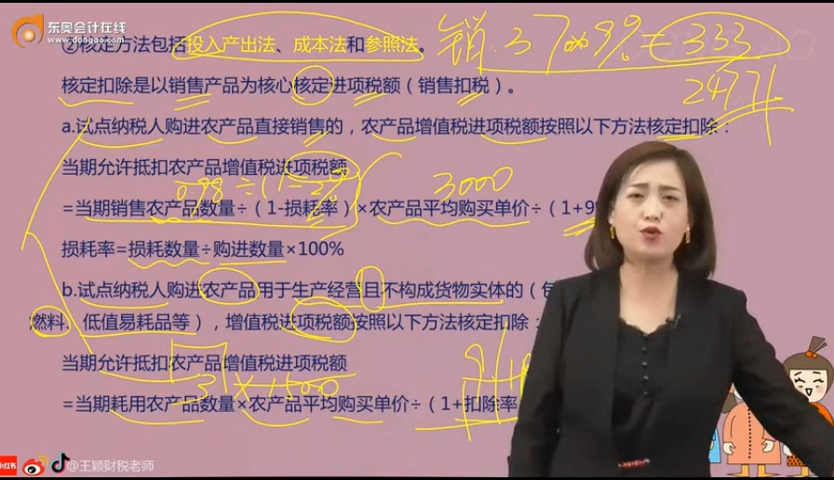 东奥会计在线
www.dongao.com
②核定方法包括投入产出法、成本法和参照法。
销 37 9% = 333
247.71
核定扣除是以销售产品为核心核定进项税额（销售扣税）。
a.试点纳税人购进农产品直接销售的，农产品增值税进项税额按照以下方法核定扣除：
当期允许抵扣农产品增值税进项税额
0.98 ÷（1-2% 3000
=当期销售农产品数量÷（1-损耗率）×农产品平均购买单价÷（1+9
损耗率=损耗数量÷购进数量×100%
b.试点纳税人购进农产品用于生产经营且不构成货物实体的（包
燃料、低值易耗品等），增值税进项税额按照以下方法核定扣除：
当期允许抵扣农产品增值税进项税额
3 × 1500
=当期耗用农产品数量×农产品平均购买单价÷（1+扣除率
小红书
@王颖财税老师